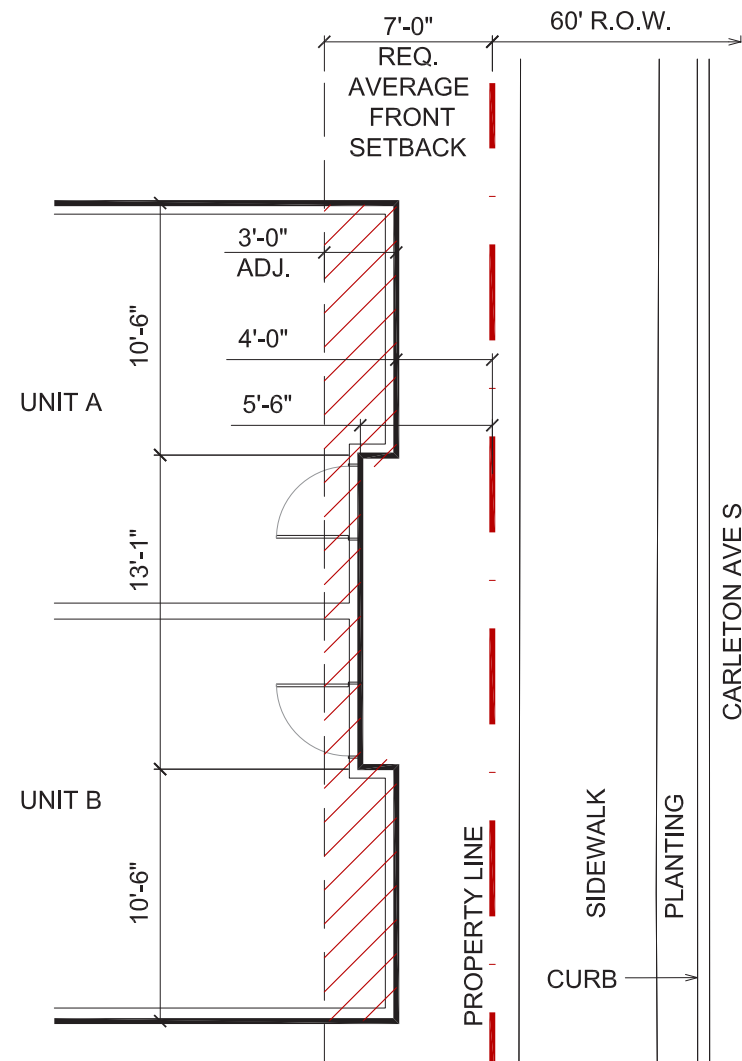 7'-0"
60' R.O.W.
REQ.
AVERAGE
FRONT
SETBACK
3'-0"
ADJ.
10'-6"
4'-0"
UNIT A
5'-6"
13'-1"
CARLETON AVE S
UNIT B
10'-6"
PROPERTY LINE
SIDEWALK
PLANTING
CURB